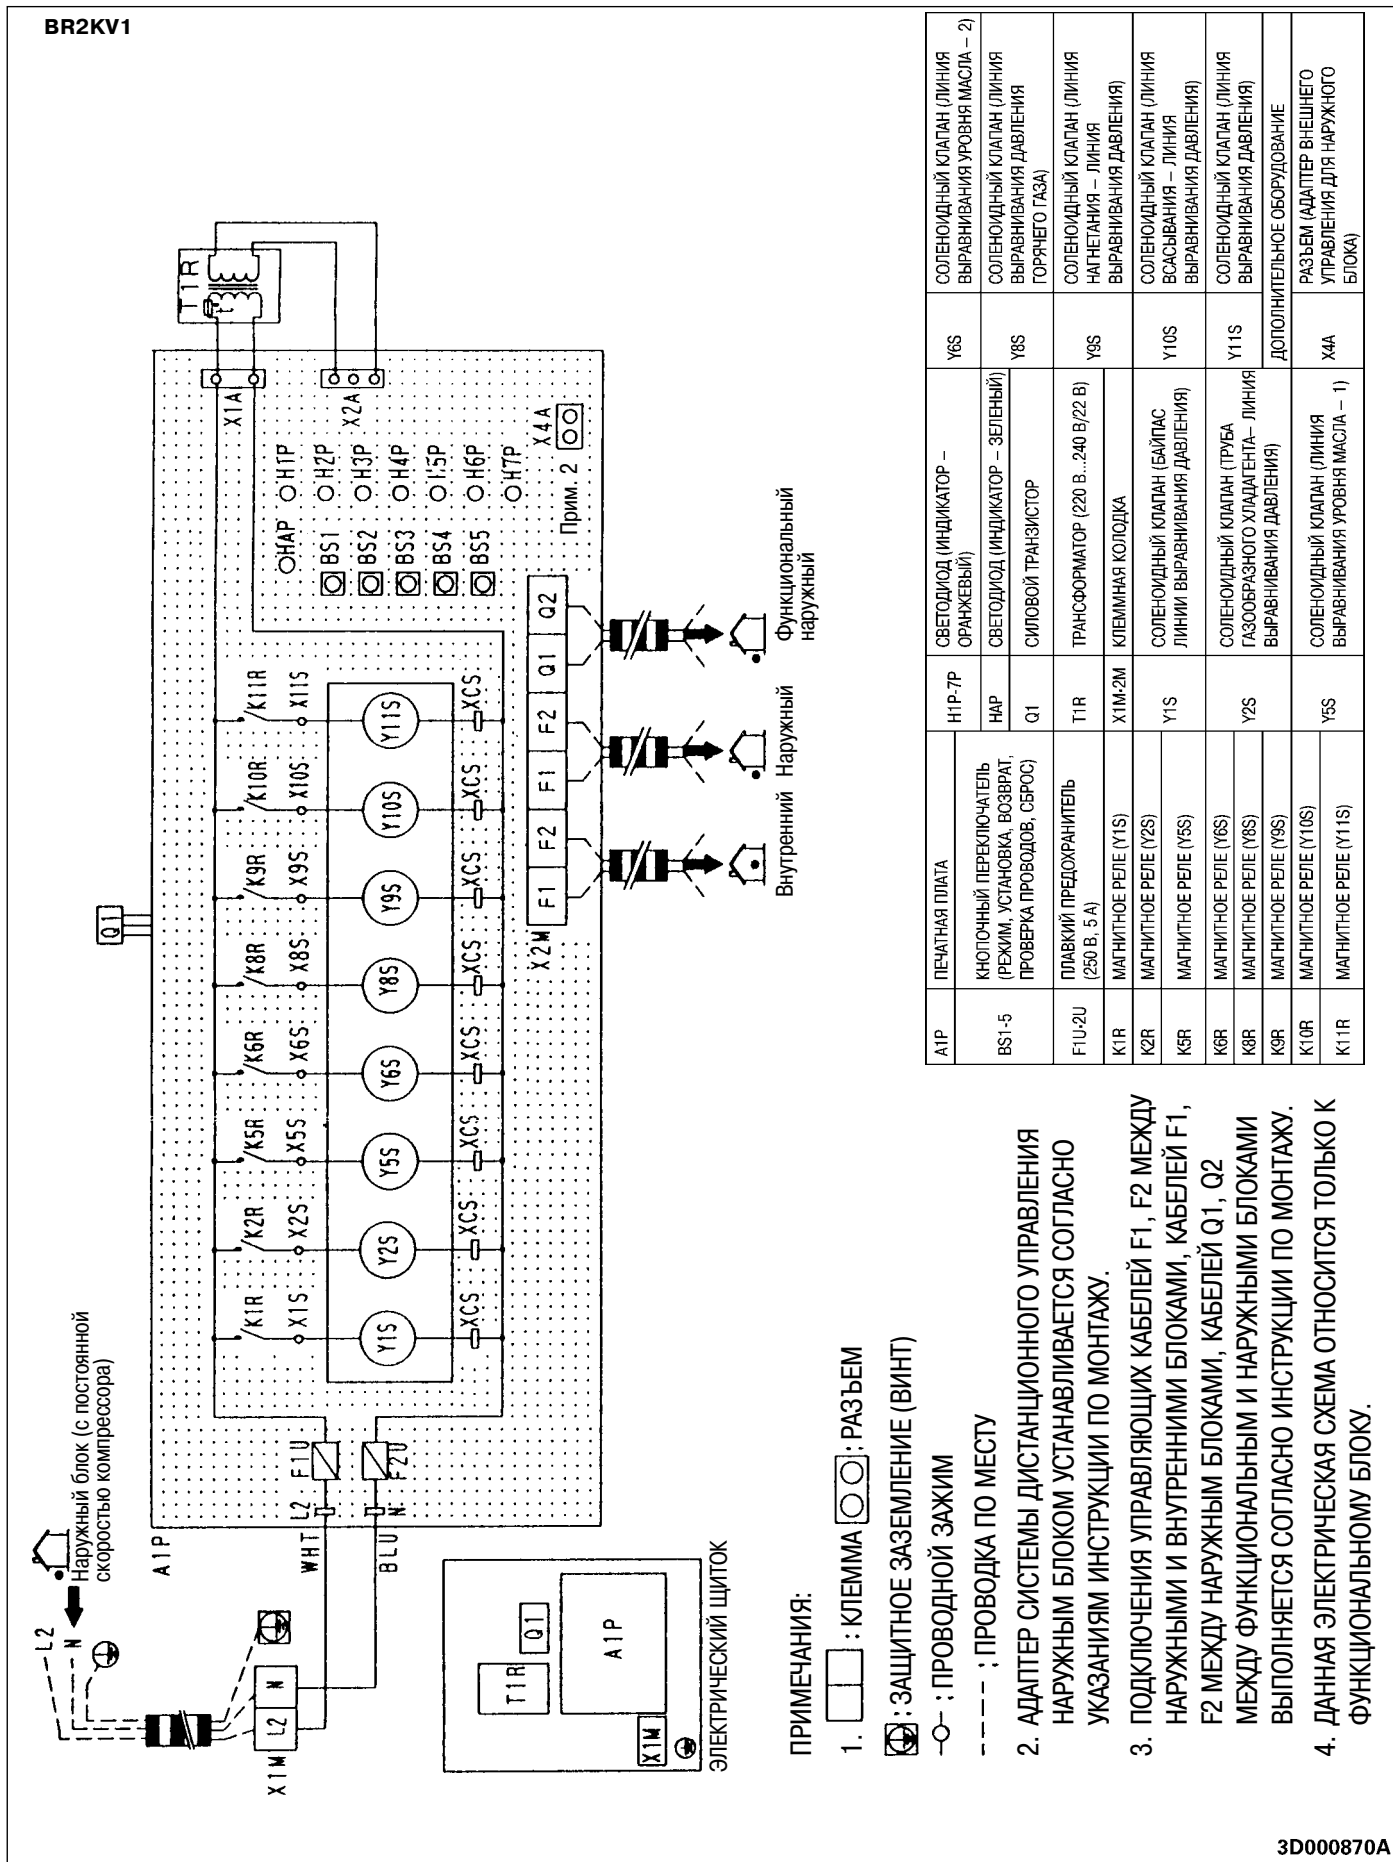 BR2KV1
Наружный блок (с постоянной
скоростью компрессора)
L2
N
X1M
L2
N
WHT
BLU
A1P
L2
N
F1U
F2U
K1R
K2R
K5R
K6R
K8R
K9R
K10R
K11R
X1S
X2S
X5S
X6S
X8S
X9S
X10S
X11S
Y1S
Y2S
Y5S
Y6S
Y8S
Y9S
Y10S
Y11S
XCS
XCS
XCS
XCS
XCS
XCS
XCS
XCS
Q1
T1R
t
X1A
X2A
HAP
H1P
H2P
H3P
H4P
H5P
H6P
H7P
BS1
BS2
BS3
BS4
BS5
X4A
Прим. 2
X2M
F1
F2
F1
F2
Q1
Q2
Внутренний
Наружный
Функциональный
наружный
T1R
Q1
A1P
X1M
ЭЛЕКТРИЧЕСКИЙ ЩИТОК
ПРИМЕЧАНИЯ:
1. : КЛЕММА : РАЗЪЕМ
: ЗАЩИТНОЕ ЗАЗЕМЛЕНИЕ (ВИНТ)
: ПРОВОДНОЙ ЗАЖИМ
---- : ПРОВОДКА ПО МЕСТУ
2. АДАПТЕР СИСТЕМЫ ДИСТАНЦИОННОГО УПРАВЛЕНИЯ
НАРУЖНЫМ БЛОКОМ УСТАНАВЛИВАЕТСЯ СОГЛАСНО
УКАЗАНИЯМ ИНСТРУКЦИИ ПО МОНТАЖУ.
3. ПОДКЛЮЧЕНИЯ УПРАВЛЯЮЩИХ КАБЕЛЕЙ F1, F2 МЕЖДУ
НАРУЖНЫМИ И ВНУТРЕННИМИ БЛОКАМИ, КАБЕЛЕЙ F1,
F2 МЕЖДУ НАРУЖНЫМ БЛОКАМИ, КАБЕЛЕЙ Q1, Q2
МЕЖДУ ФУНКЦИОНАЛЬНЫМ И НАРУЖНЫМИ БЛОКАМИ
ВЫПОЛНЯЕТСЯ СОГЛАСНО ИНСТРУКЦИИ ПО МОНТАЖУ.
4. ДАННАЯ ЭЛЕКТРИЧЕСКАЯ СХЕМА ОТНОСИТСЯ ТОЛЬКО К
ФУНКЦИОНАЛЬНОМУ БЛОКУ.
A1P ПЕЧАТНАЯ ПЛАТА
BS1-5 КНОПОЧНЫЙ ПЕРЕКЛЮЧАТЕЛЬ
(РЕЖИМ, УСТАНОВКА, ВОЗВРАТ,
ПРОВЕРКА ПРОВОДОВ, СБРОС)
F1U•2U ПЛАВКИЙ ПРЕДОХРАНИТЕЛЬ
(250 В, 5 А)
K1R МАГНИТНОЕ РЕЛЕ (Y1S)
K2R МАГНИТНОЕ РЕЛЕ (Y2S)
K5R МАГНИТНОЕ РЕЛЕ (Y5S)
K6R МАГНИТНОЕ РЕЛЕ (Y6S)
K8R МАГНИТНОЕ РЕЛЕ (Y8S)
K9R МАГНИТНОЕ РЕЛЕ (Y9S)
K10R МАГНИТНОЕ РЕЛЕ (Y10S)
K11R МАГНИТНОЕ РЕЛЕ (Y11S)
H1P-7P СВЕТОДИОД (ИНДИКАТОР –
ОРАНЖЕВЫЙ)
HAP СВЕТОДИОД (ИНДИКАТОР – ЗЕЛЕНЫЙ)
Q1 СИЛОВОЙ ТРАНЗИСТОР
T1R ТРАНСФОРМАТОР (220 В...240 В/22 В)
X1M•2M КЛЕММНАЯ КОЛОДКА
Y1S СОЛЕНОИДНЫЙ КЛАПАН (БАЙПАС
ЛИНИИ ВЫРАВНИВАНИЯ ДАВЛЕНИЯ)
Y2S СОЛЕНОИДНЫЙ КЛАПАН (ТРУБА
ГАЗООБРАЗНОГО ХЛАДАГЕНТА– ЛИНИЯ
ВЫРАВНИВАНИЯ ДАВЛЕНИЯ)
Y5S СОЛЕНОИДНЫЙ КЛАПАН (ЛИНИЯ
ВЫРАВНИВАНИЯ УРОВНЯ МАСЛА – 1)
Y6S СОЛЕНОИДНЫЙ КЛАПАН (ЛИНИЯ
ВЫРАВНИВАНИЯ УРОВНЯ МАСЛА – 2)
Y8S СОЛЕНОИДНЫЙ КЛАПАН (ЛИНИЯ
ВЫРАВНИВАНИЯ ДАВЛЕНИЯ
ГОРЯЧЕГО ГАЗА)
Y9S СОЛЕНОИДНЫЙ КЛАПАН (ЛИНИЯ
НАГНЕТАНИЯ – ЛИНИЯ
ВЫРАВНИВАНИЯ ДАВЛЕНИЯ)
Y10S СОЛЕНОИДНЫЙ КЛАПАН (ЛИНИЯ
ВСАСЫВАНИЯ – ЛИНИЯ
ВЫРАВНИВАНИЯ ДАВЛЕНИЯ)
Y11S СОЛЕНОИДНЫЙ КЛАПАН (ЛИНИЯ
ВЫРАВНИВАНИЯ ДАВЛЕНИЯ)
ДОПОЛНИТЕЛЬНОЕ ОБОРУДОВАНИЕ
X4A РАЗЪЕМ (АДАПТЕР ВНЕШНЕГО
УПРАВЛЕНИЯ ДЛЯ НАРУЖНОГО
БЛОКА)
3D000870A